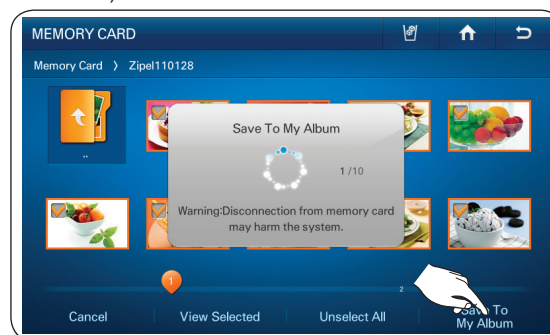 MEMORY CARD
Memory Card 〉 Zipel110128
..
Save To My Album
1 /10
Warning:Disconnection from memory card
may harm the system.
1
2
Cancel
View Selected
Unselect All
Save To
My Album